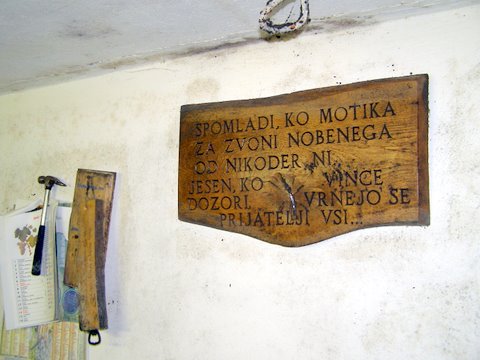 SPOMLADI, KO MOTIKA
ZA ZVONI NOBENEGA
OD NIKODER NI.
JESEN, KO VINCE
DOZORI, VRNEJO SE
PRIJATELJI VSI...